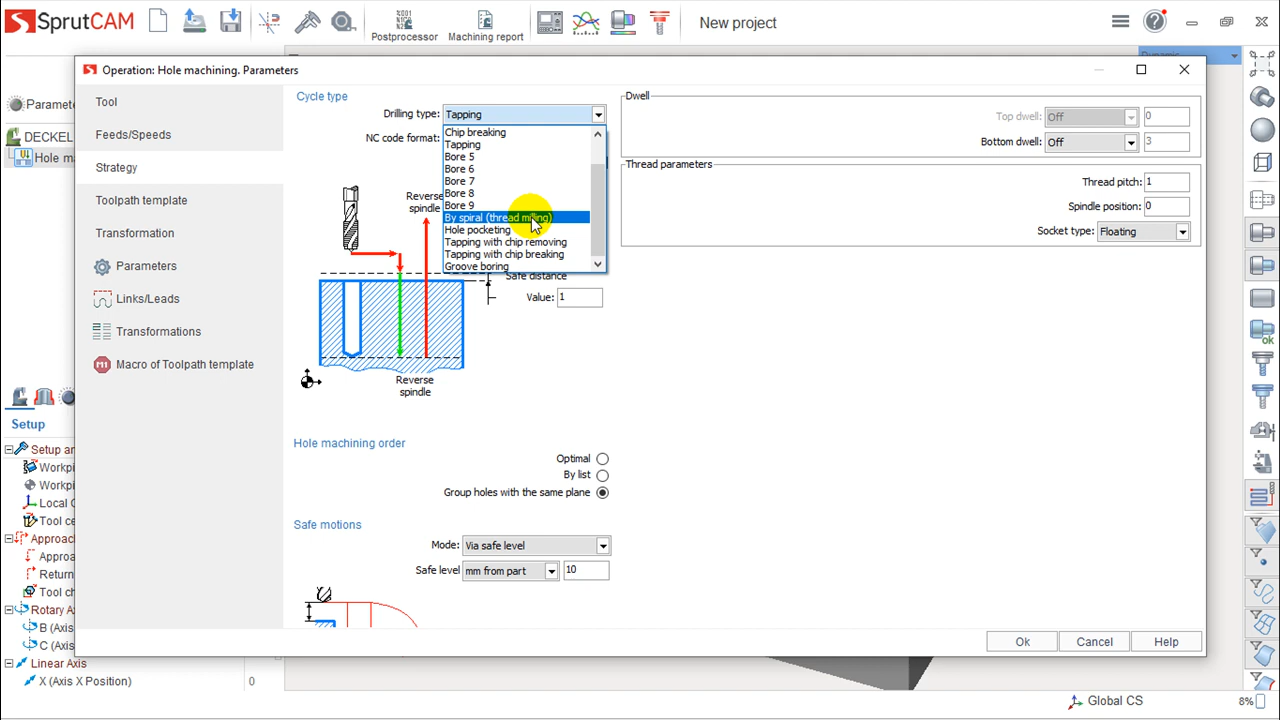 SprutCAM
NC CODE
Postprocessor
Machining report
New project
Operation: Hole machining. Parameters
Paramete
DECKEL
Hole m
Setup
Setup an
Workpi
Workpi
Local C
Tool ce
Approac
Approa
Return
Tool ch
Rotary Ax
B (Axis
C (Axis
Linear Axis
X (Axis X Position)
0
Tool
Feeds/Speeds
Strategy
Toolpath template
Transformation
Parameters
Links/Leads
Transformations
M1
Macro of Toolpath template
Cycle type
Drilling type:
Tapping
NC code format:
Chip breaking
Tapping
Bore 5
Bore 6
Bore 7
Bore 8
Bore 9
By spiral (thread milling)
Hole pocketing
Tapping with chip removing
Tapping with chip breaking
Groove boring
Reverse
spindle
Safe distance
Value: 1
Reverse
spindle
Hole machining order
Optimal
By list
Group holes with the same plane
Safe motions
Mode: Via safe level
Safe level mm from part 10
Dwell
Top dwell: Off 0
Bottom dwell: Off 3
Thread parameters
Thread pitch: 1
Spindle position: 0
Socket type: Floating
Ok
Cancel
Help
ok
Global CS
8%